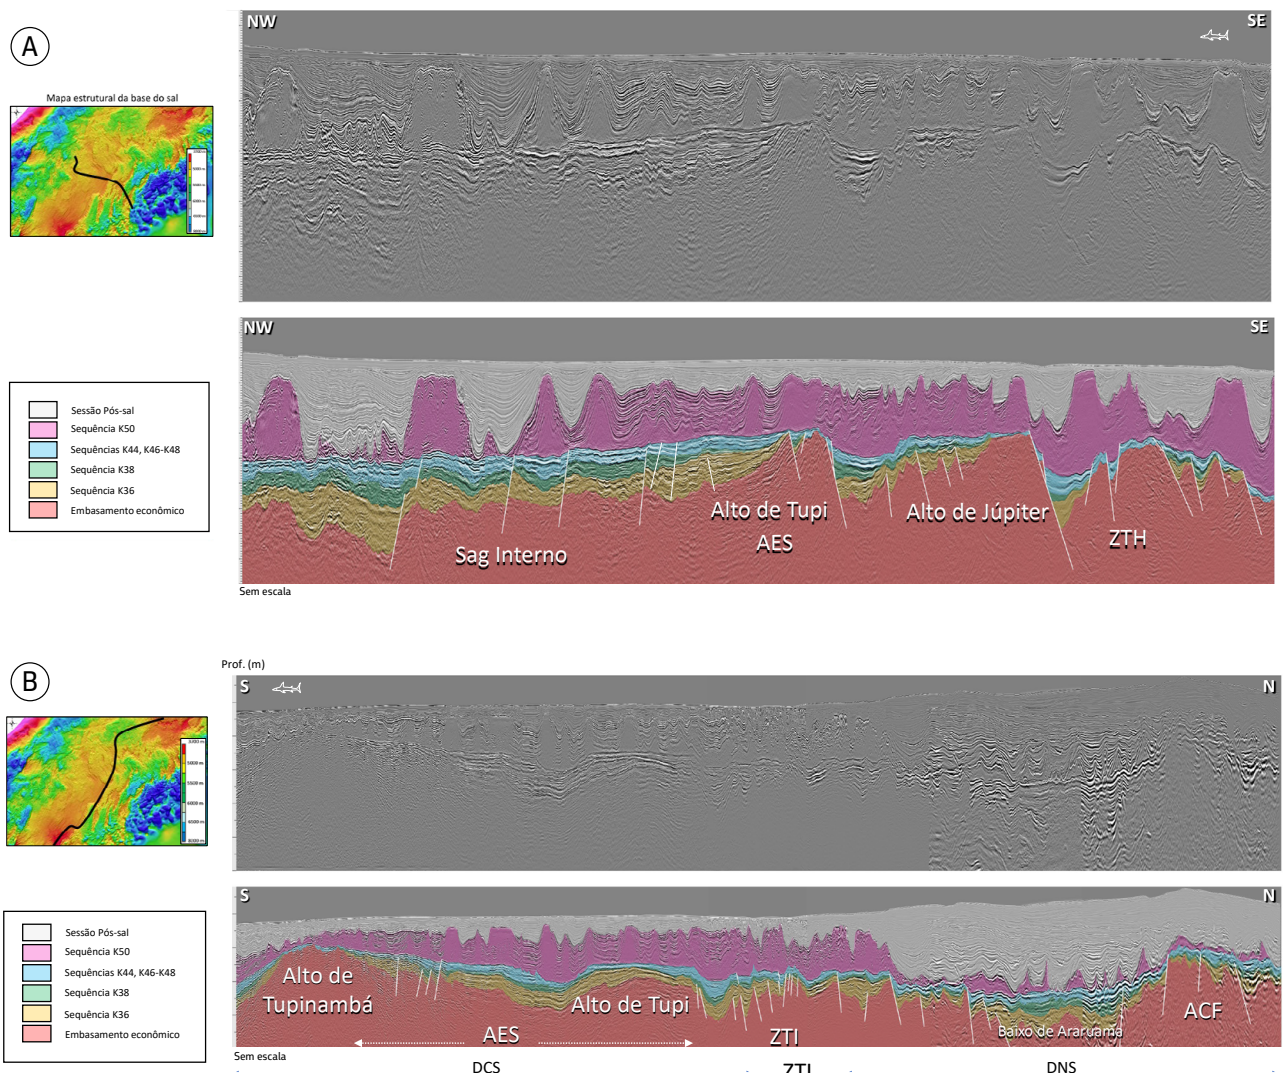 A
NW
SE
Mapa estrutural da base do sal
NW
SE
Sessão Pós-sal
Sequência K50
Sequências K44, K46-K48
Sequência K38
Sequência K36
Embasamento econômico
Sag Interno
Alto de Tupi
AES
Alto de Júpiter
ZTH
Sem escala
B
Prof. (m)
S
N
S
N
Sessão Pós-sal
Sequência K50
Sequências K44, K46-K48
Sequência K38
Sequência K36
Embasamento econômico
Alto de
Tupinambá
AES
Alto de Tupi
ZTI
Baixo de Araruama
ACF
Sem escala
DCS
ZTI
DNS